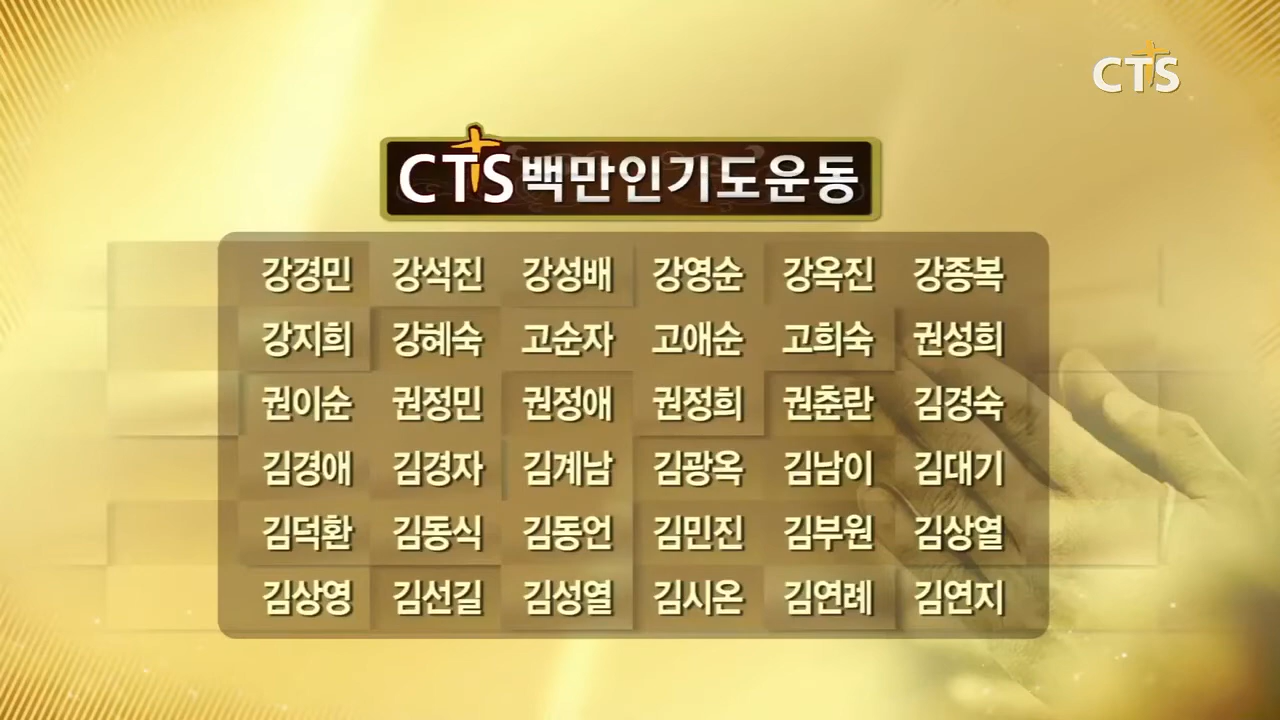 CTS
CTS백만인기도운동
강경민 강석진 강성배 강영순 강옥진 강종복
강지희 강혜숙 고순자 고애순 고희숙 권성희
권이순 권정민 권정애 권정희 권춘란 김경숙
김경애 김경자 김계남 김광옥 김남이 김대기
김덕환 김동식 김동언 김민진 김부원 김상열
김상영 김선길 김성열 김시온 김연례 김연지